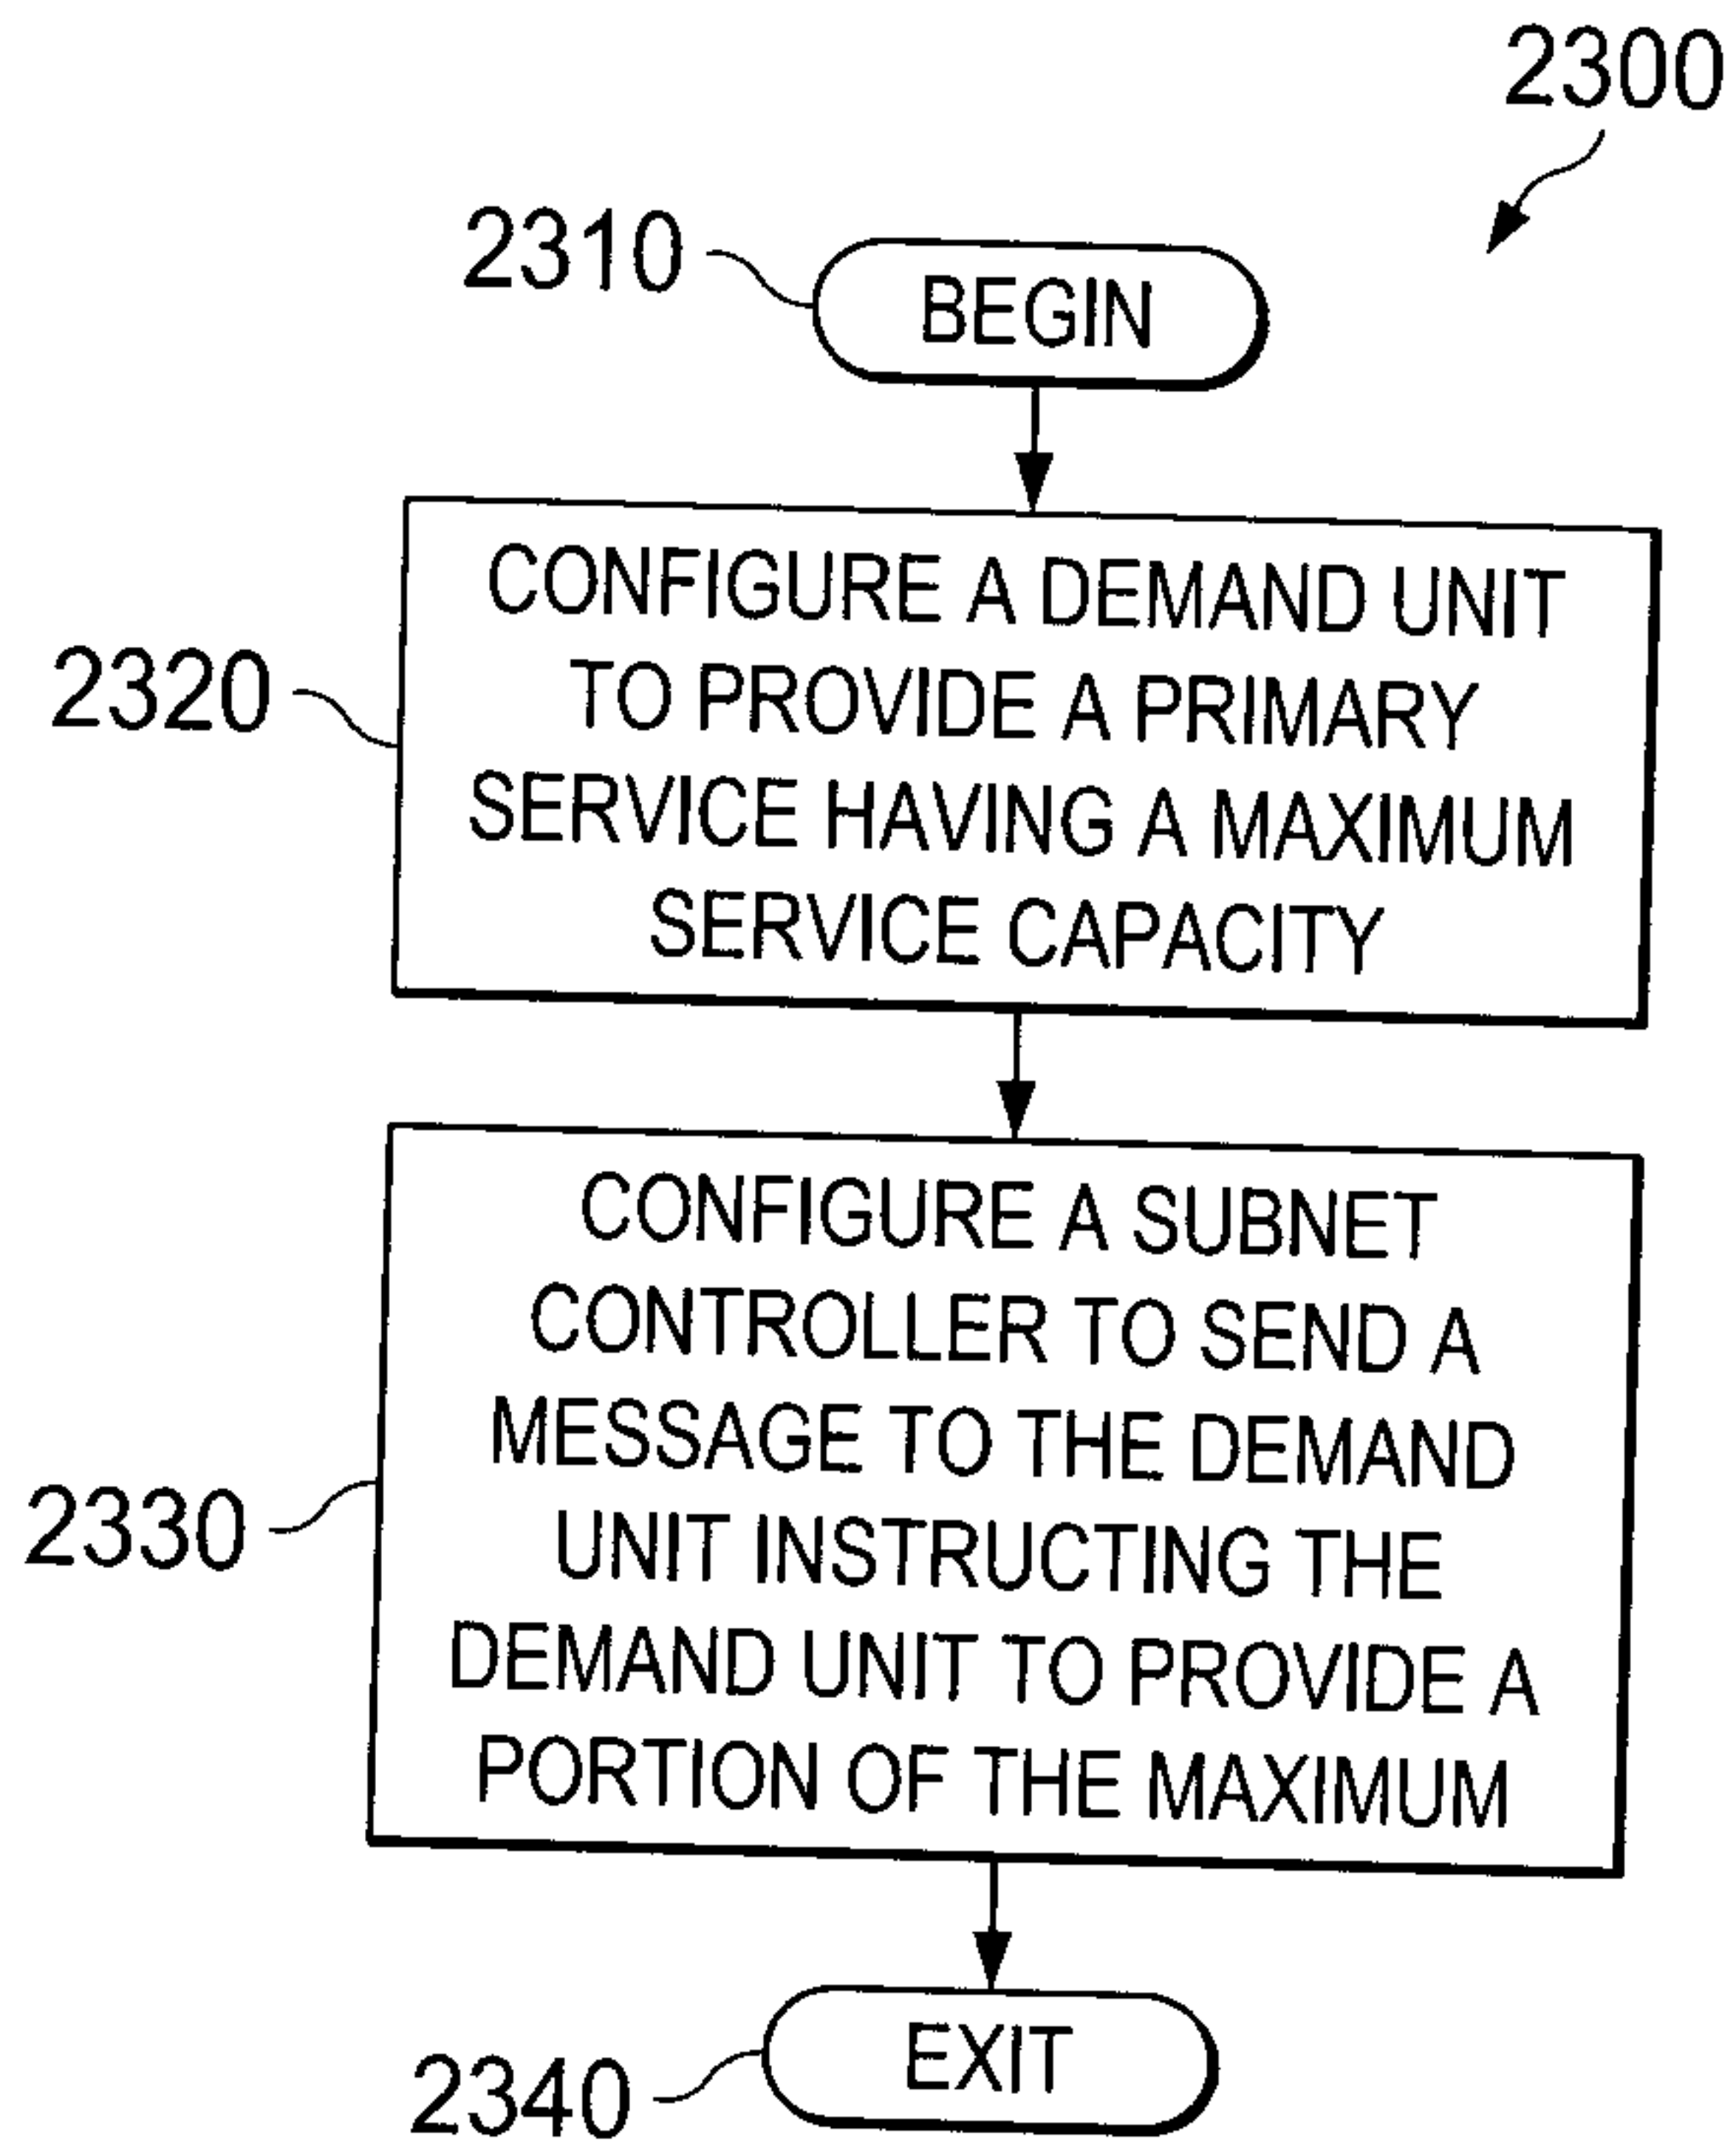 2300
2310
BEGIN
2320
CONFIGURE A DEMAND UNIT
TO PROVIDE A PRIMARY
SERVICE HAVING A MAXIMUM
SERVICE CAPACITY
2330
CONFIGURE A SUBNET
CONTROLLER TO SEND A
MESSAGE TO THE DEMAND
UNIT INSTRUCTING THE
DEMAND UNIT TO PROVIDE A
PORTION OF THE MAXIMUM
2340
EXIT